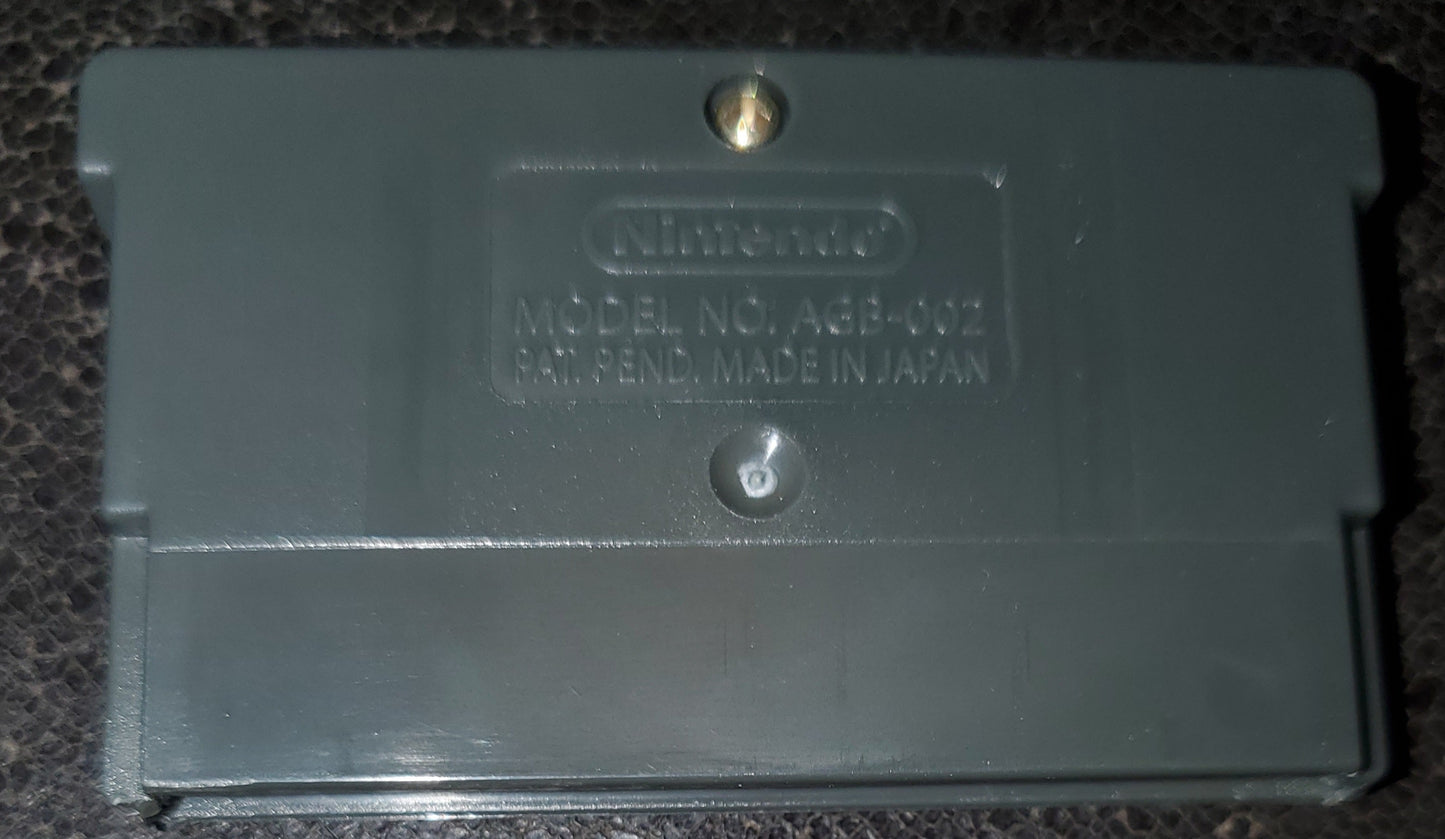 Nintendo
MODEL NO. AGB-002
PAT. PEND. MADE IN JAPAN